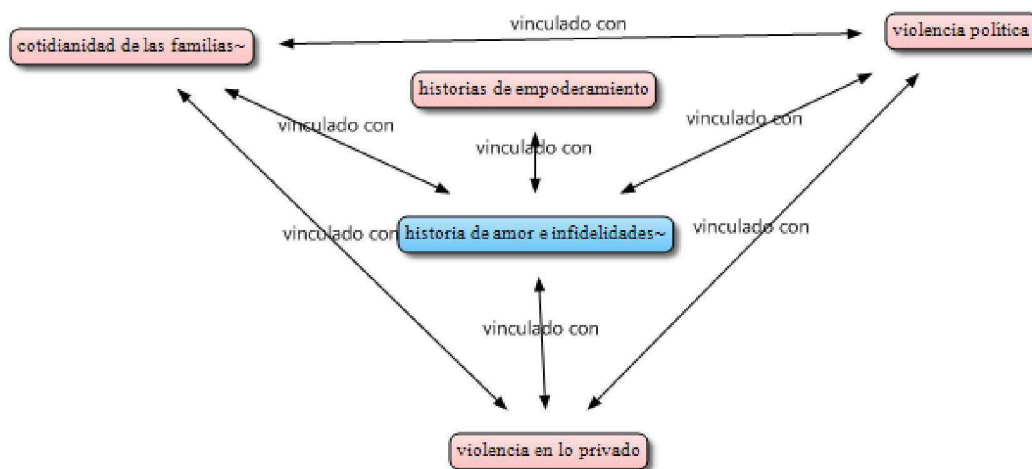 vinculado con
cotidianidad de las familias~
violencia política
historias de empoderamiento
vinculado con
vinculado con
vinculado con
historia de amor e infidelidades~
vinculado con
vinculado con
vinculado con
violencia en lo privado